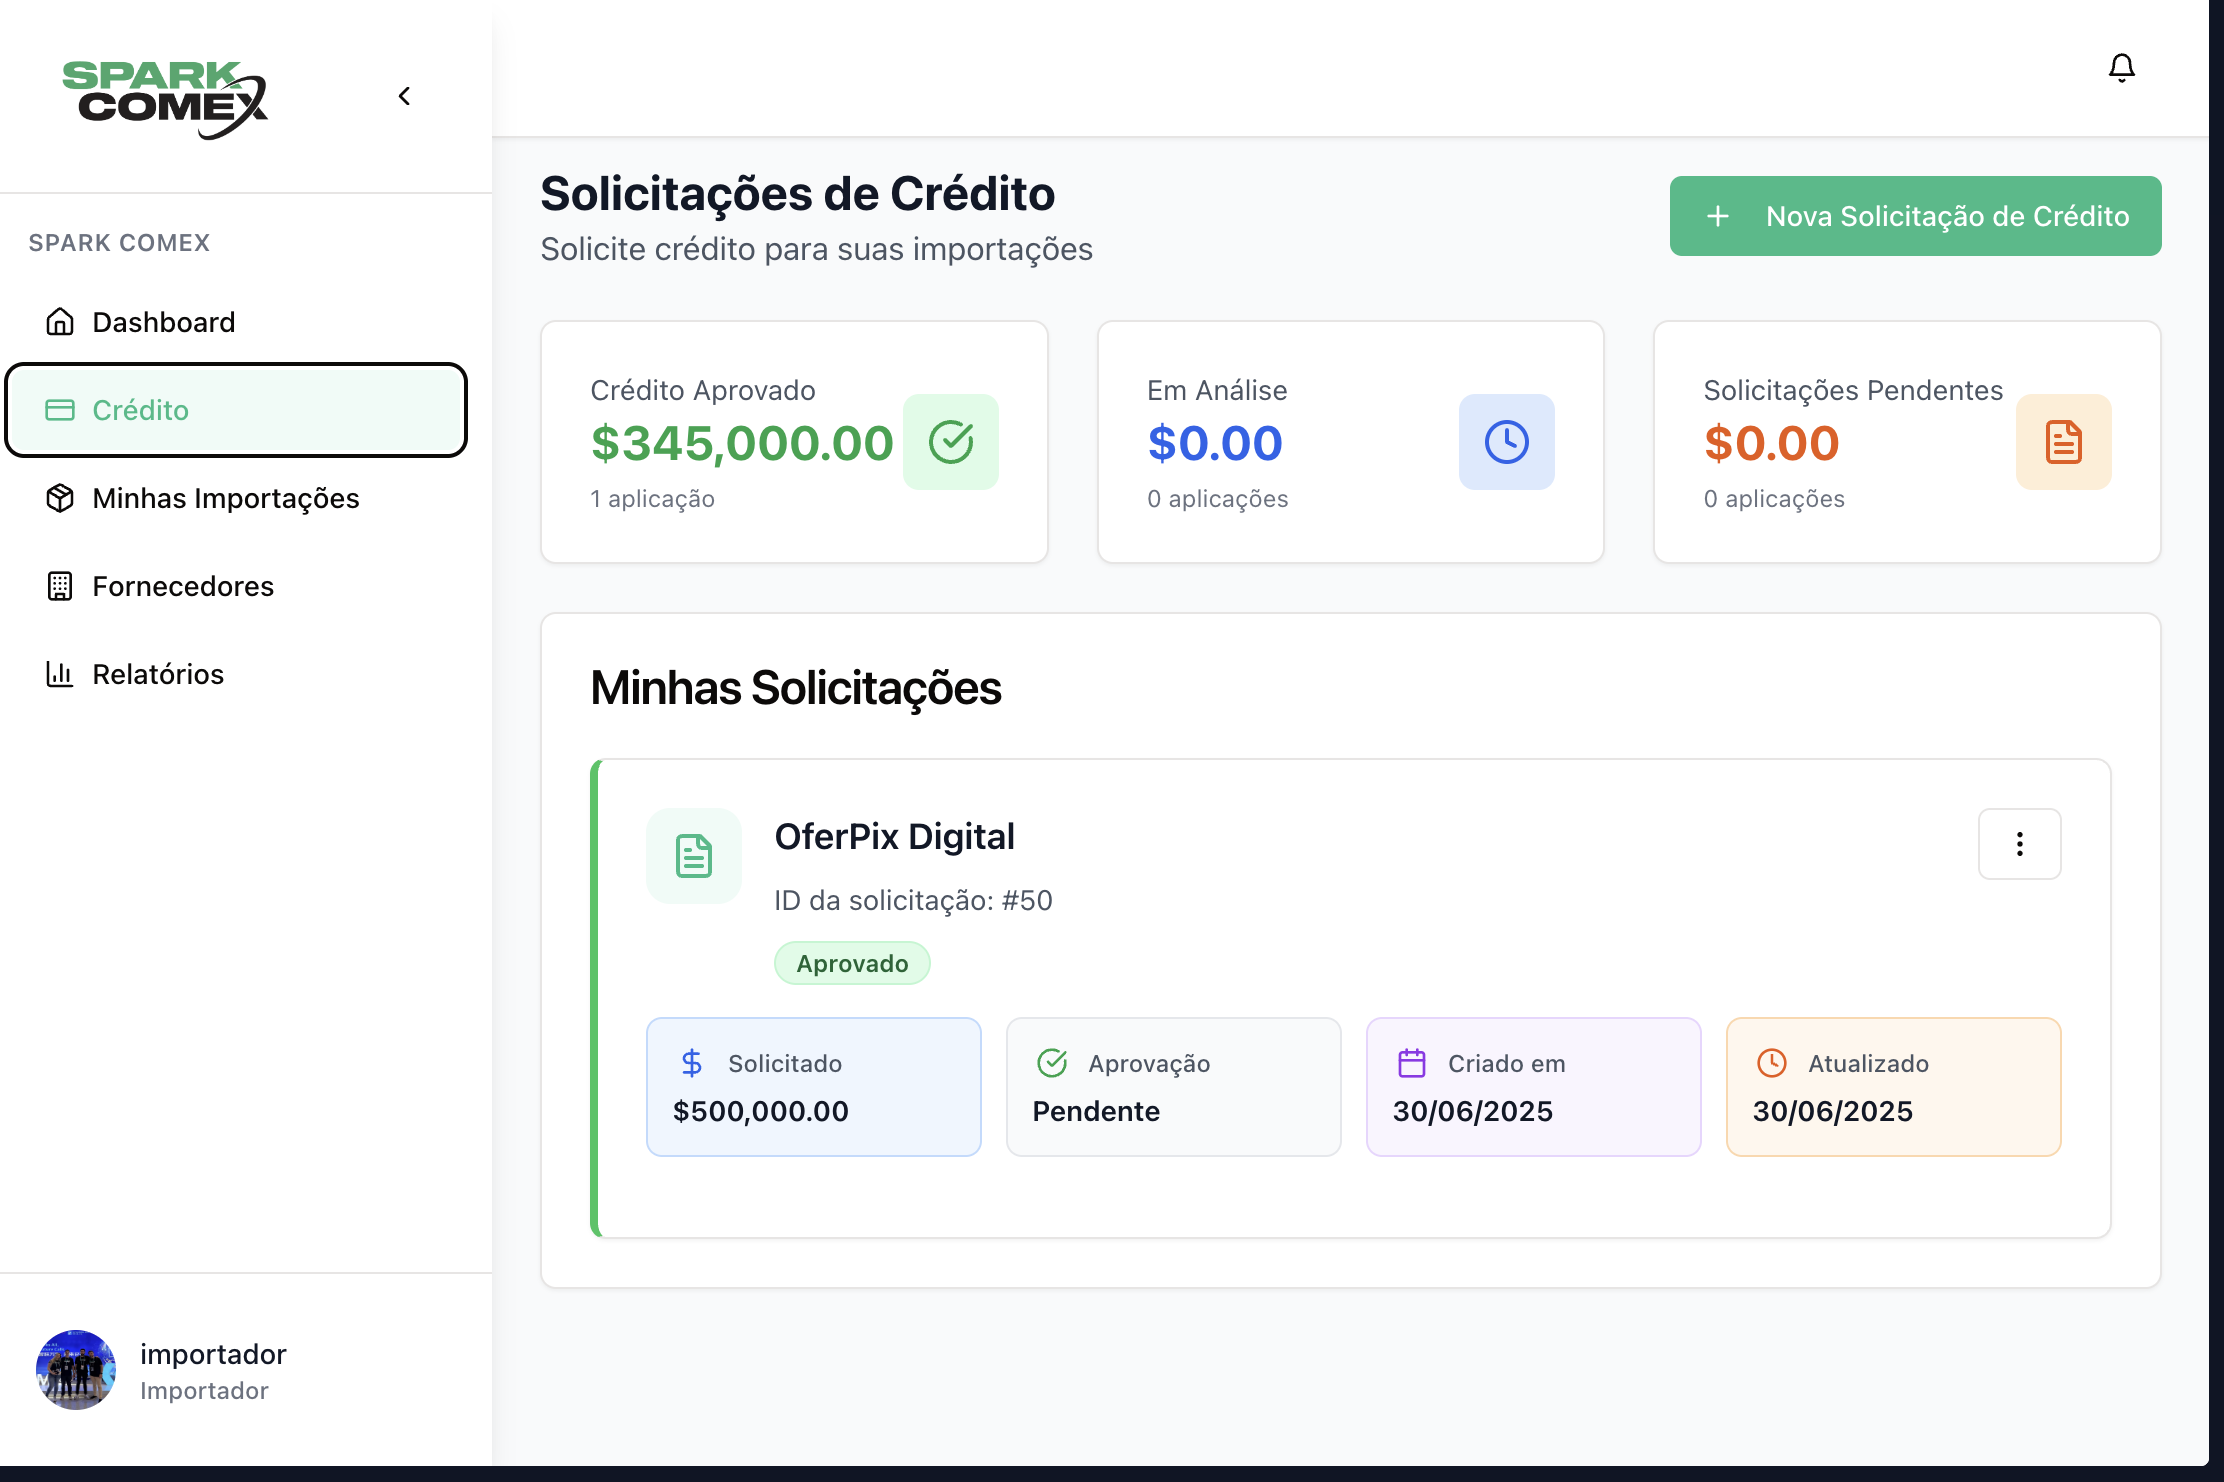 SPARK
COMEX
SPARK COMEX
Dashboard
Crédito
Minhas Importações
Fornecedores
Relatórios
importador
Importador
Solicitações de Crédito
Solicite crédito para suas importações
Nova Solicitação de Crédito
Crédito Aprovado
$345,000.00
1 aplicação
Em Análise
$0.00
0 aplicações
Solicitações Pendentes
$0.00
0 aplicações
Minhas Solicitações
OferPix Digital
ID da solicitação: #50
Aprovado
Solicitado
$500,000.00
Aprovação
Pendente
Criado em
30/06/2025
Atualizado
30/06/2025